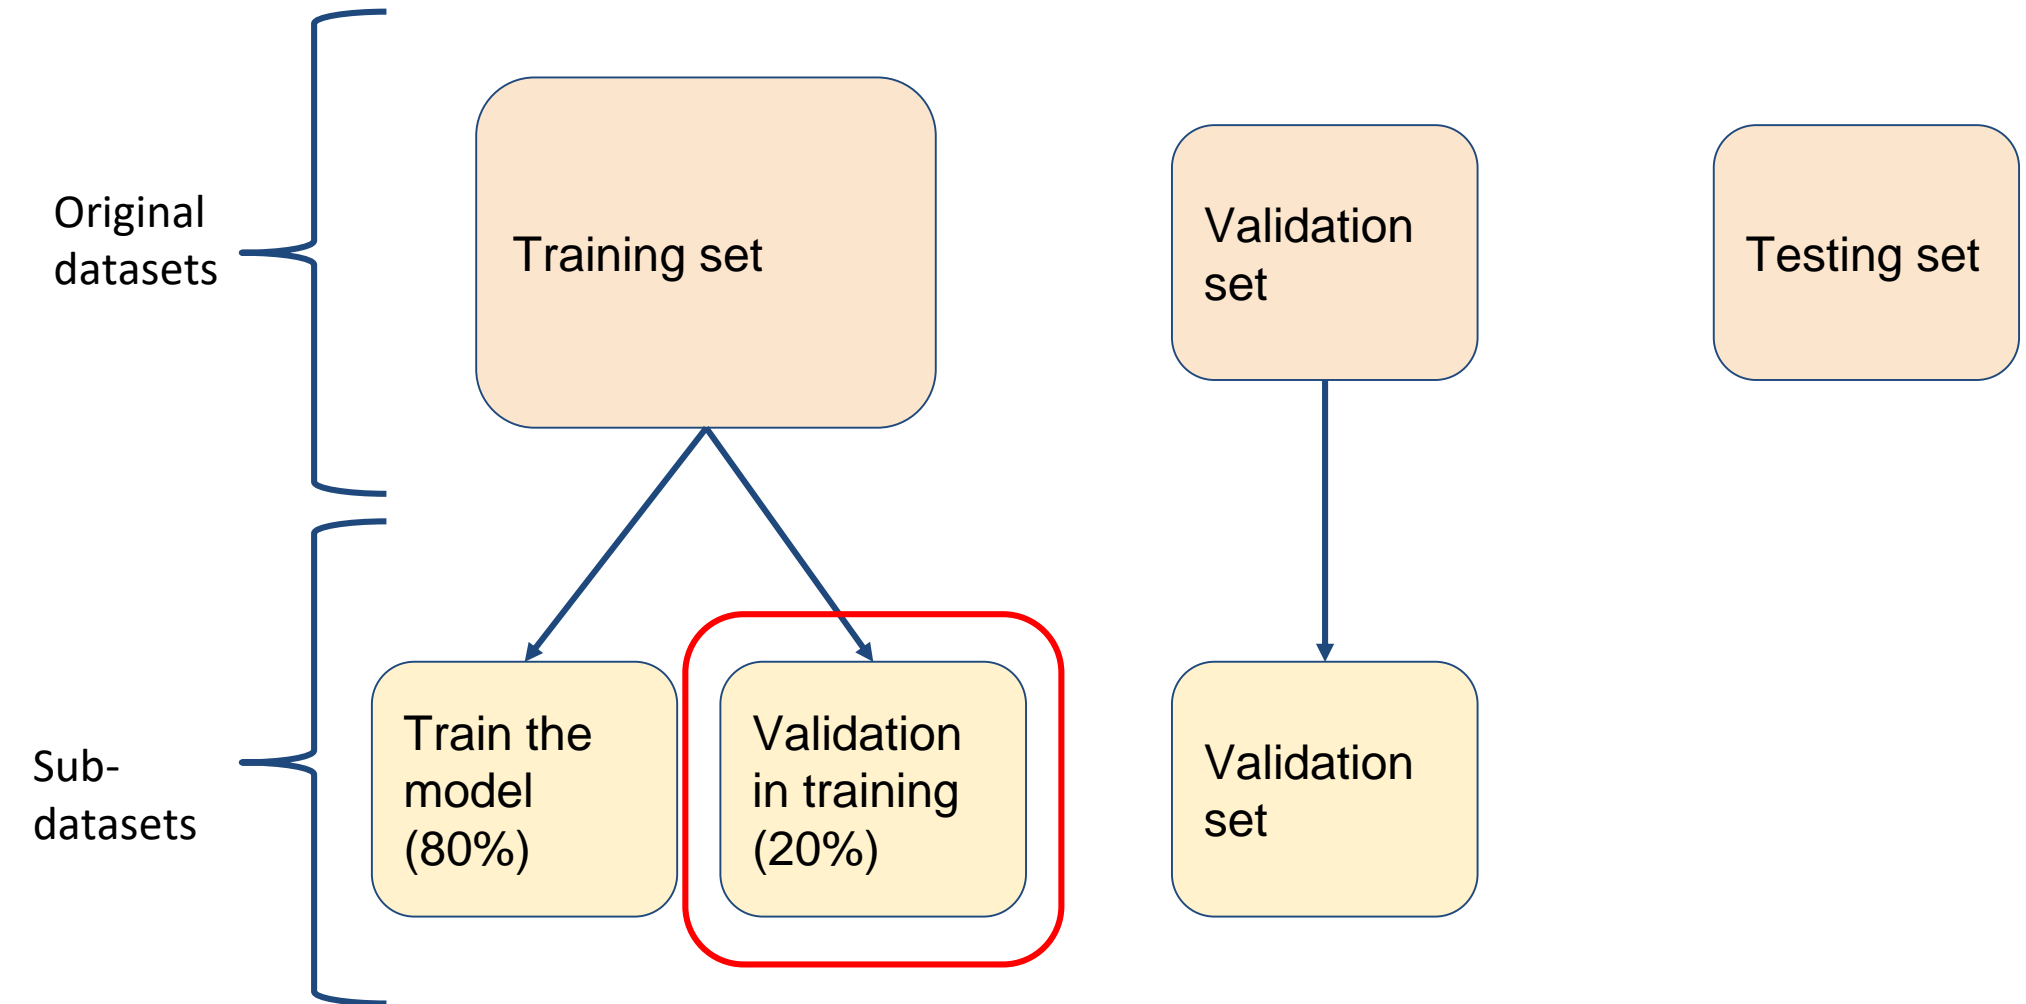 Original
datasets
Training set
Validation
set
Testing set
Sub-
datasets
Train the
model
(80%)
Validation
in training
(20%)
Validation
set